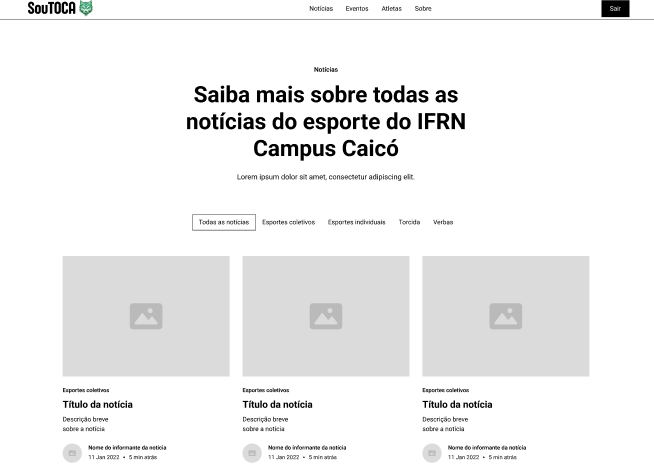 SouTOCA
Notícias Eventos Atletas Sobre
Sair
Notícias
Saiba mais sobre todas as
notícias do esporte do IFRN
Campus Caicó
Lorem ipsum dolor sit amet, consectetur adipiscing elit.
Todas as notícias Esportes coletivos Esportes individuais Torcida Verbas
Esportes coletivos
Título da notícia
Descrição breve
sobre a notícia
Nome do informante da notícia
11 Jan 2022 • 5 min atrás
Esportes coletivos
Título da notícia
Descrição breve
sobre a notícia
Nome do informante da notícia
11 Jan 2022 • 5 min atrás
Esportes coletivos
Título da notícia
Descrição breve
sobre a notícia
Nome do informante da notícia
11 Jan 2022 • 5 min atrás